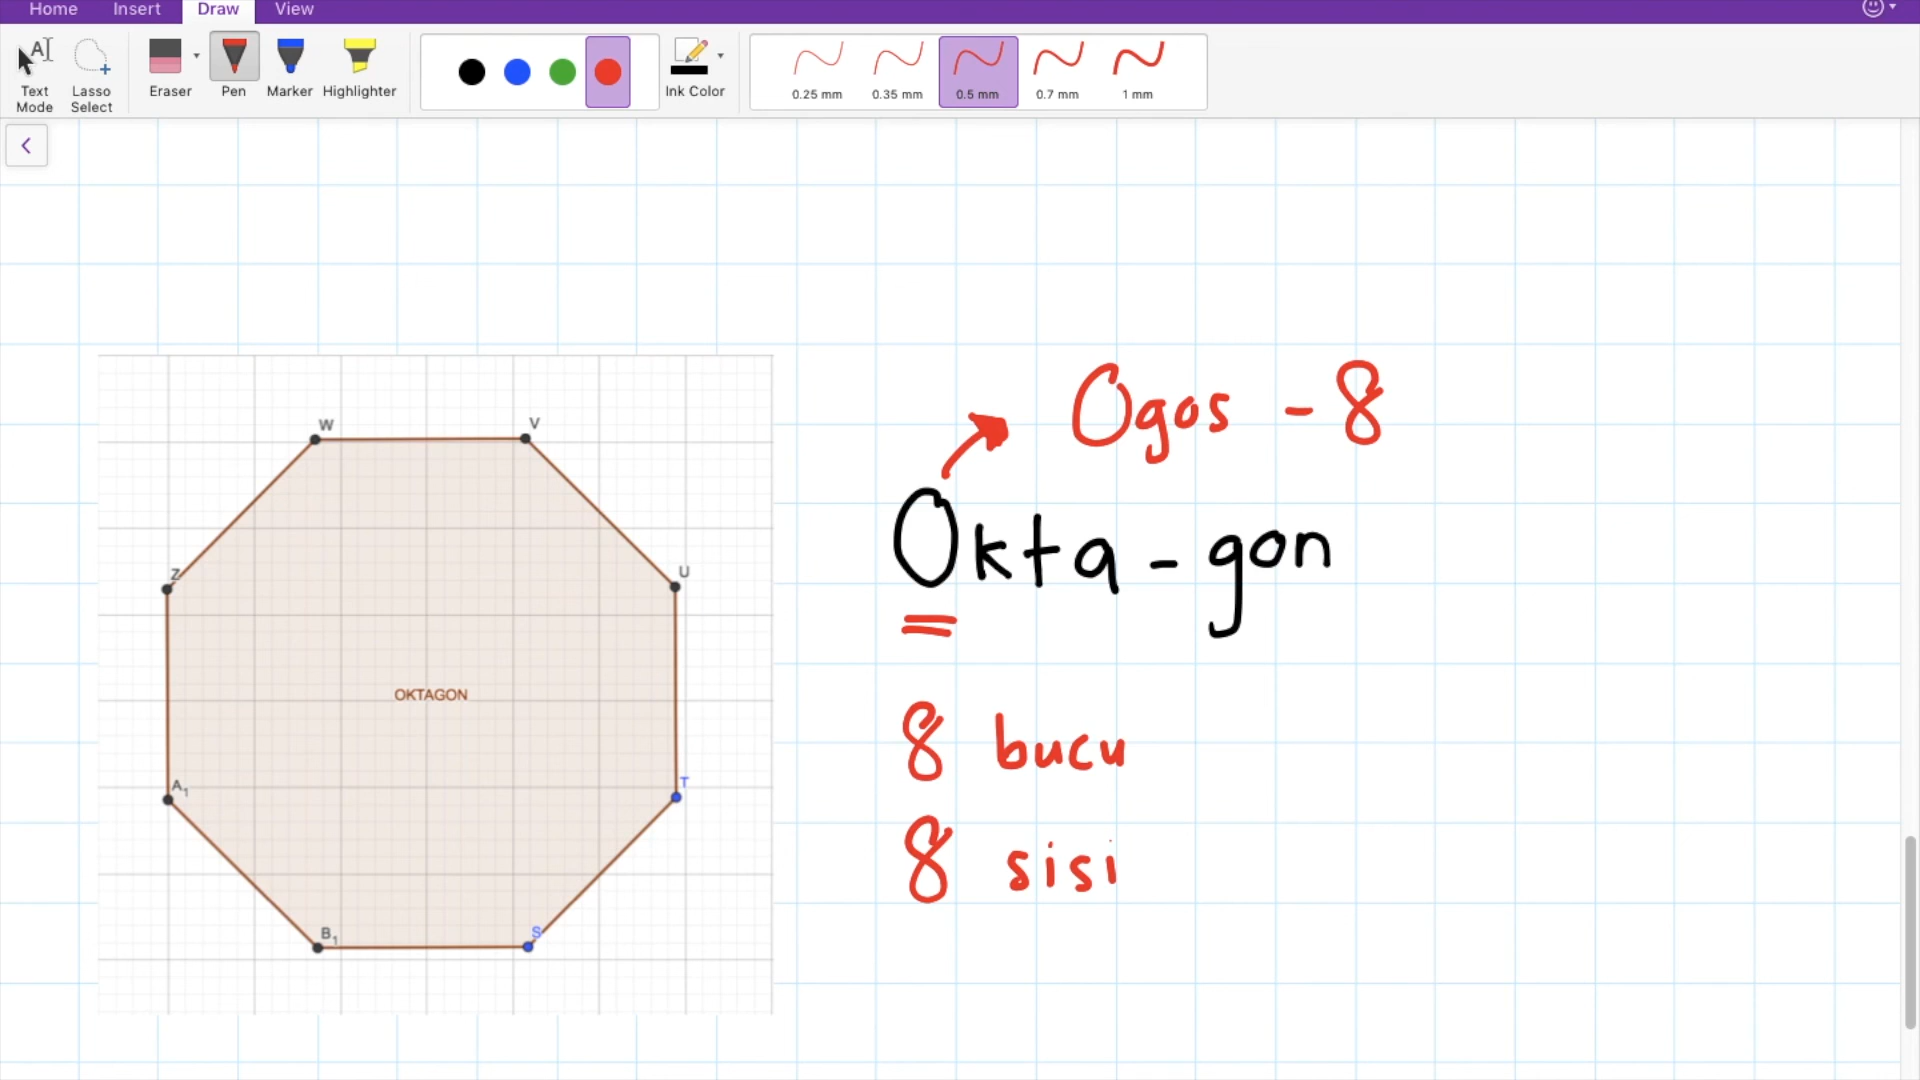 Home Insert Draw View
Text Mode
Lasso Select
Eraser
Pen
Marker
Highlighter
Ink Color
0.25 mm
0.35 mm
0.5 mm
0.7 mm
1 mm
W
V
Z
U
OKTAGON
A1
T
B1
S
Ogos - 8
Okta - gon
8 bucu
8 sisi